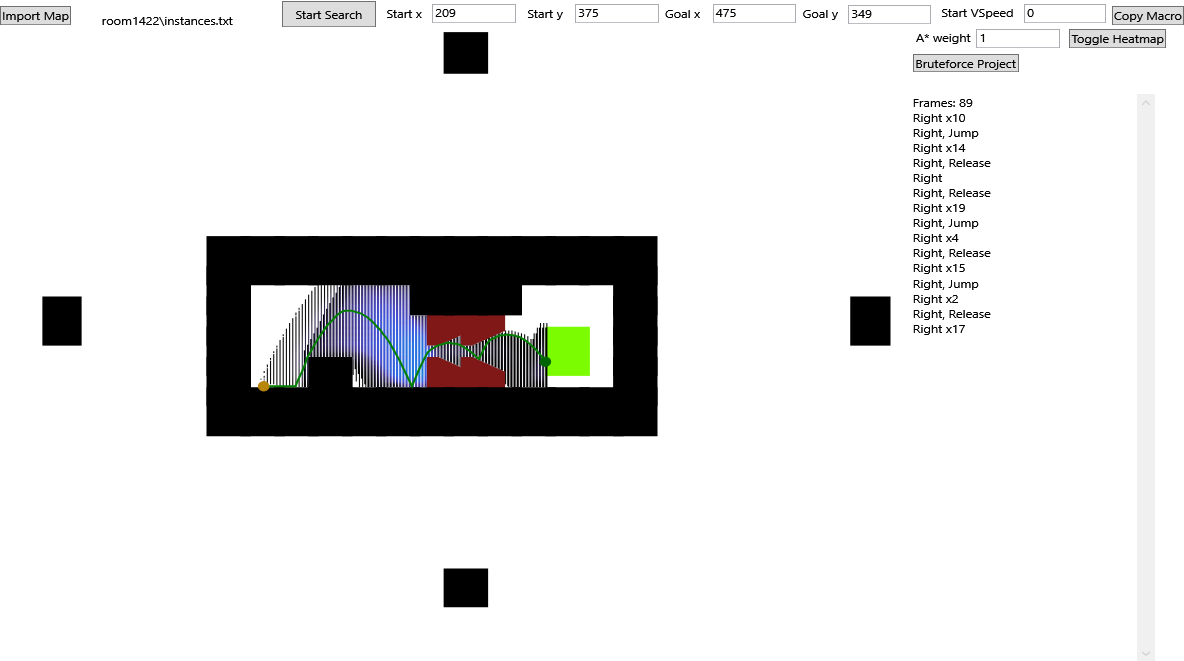 Import Map
room1422\instances.txt
Start Search
Start x 209
Start y 375
Goal x 475
Goal y 349
Start VSpeed 0
Copy Macro
A* weight 1
Toggle Heatmap
Bruteforce Project
Frames: 89
Right x10
Right, Jump
Right x14
Right, Release
Right
Right, Release
Right x19
Right, Jump
Right x4
Right, Release
Right x15
Right, Jump
Right x2
Right, Release
Right x17